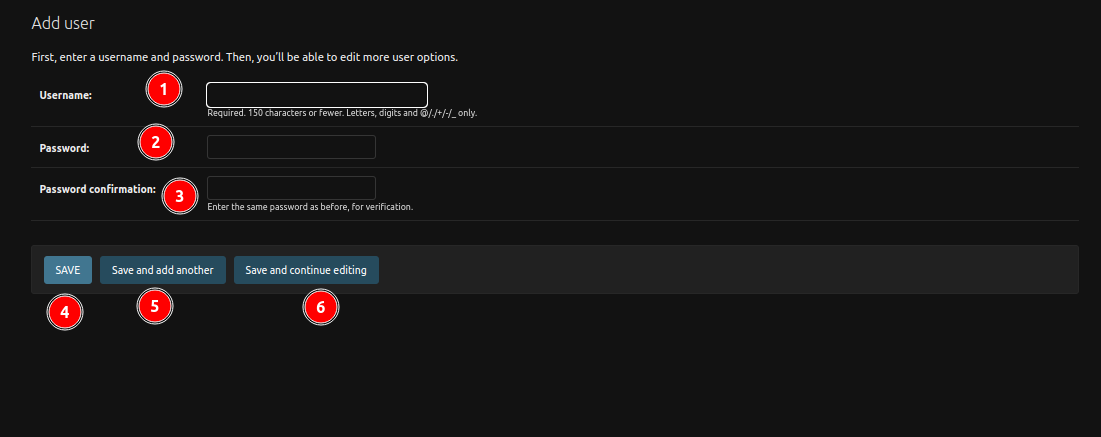 Add user
First, enter a username and password. Then, you'll be able to edit more user options.
Username: 1
Required. 150 characters or fewer. Letters, digits and @/./+/-/_ only.
Password: 2
Password confirmation: 3
Enter the same password as before, for verification.
SAVE Save and add another Save and continue editing
4 5 6